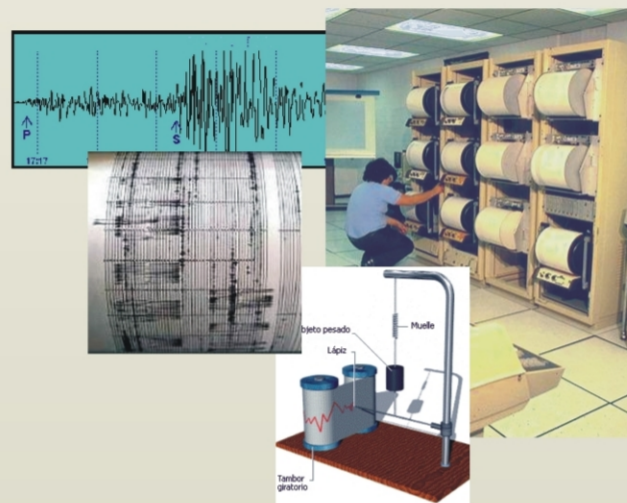 P
S
17:17
bjeto pesado
Muelle
Lápiz
Tambor
giratorio